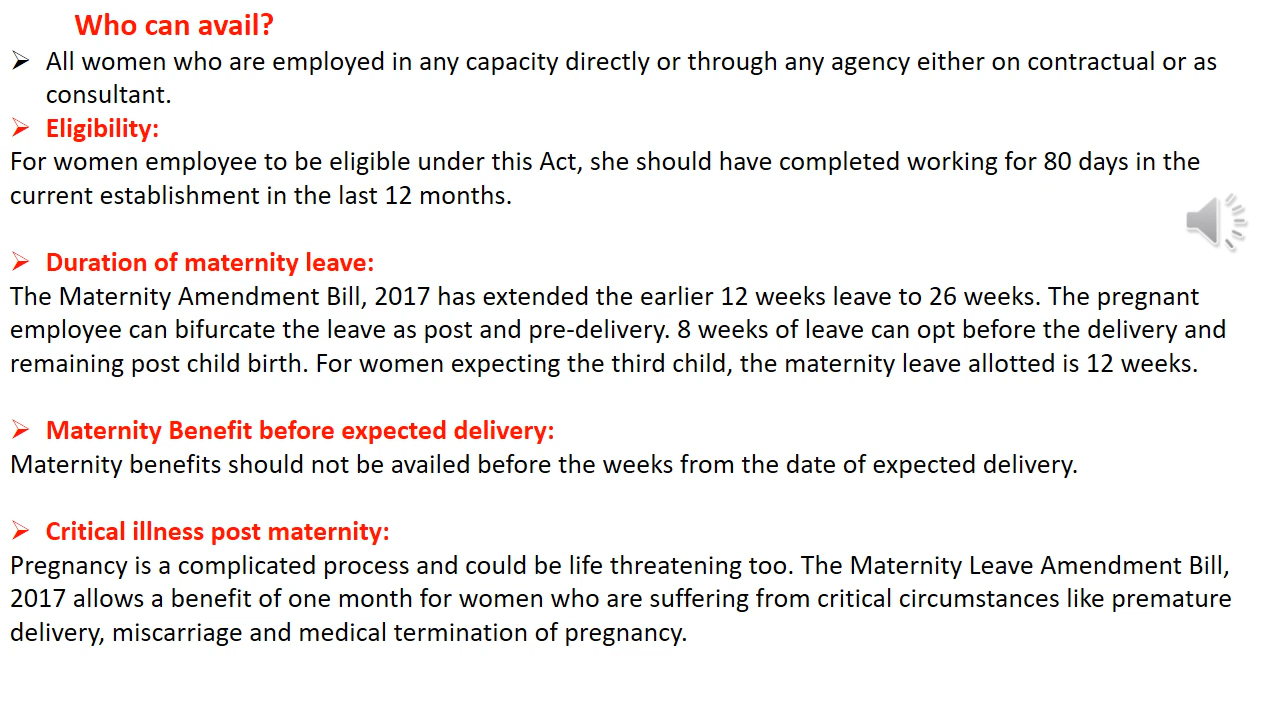 Who can avail?
➢ All women who are employed in any capacity directly or through any agency either on contractual or as
consultant.
➢ Eligibility:
For women employee to be eligible under this Act, she should have completed working for 80 days in the
current establishment in the last 12 months.
➢ Duration of maternity leave:
The Maternity Amendment Bill, 2017 has extended the earlier 12 weeks leave to 26 weeks. The pregnant
employee can bifurcate the leave as post and pre-delivery. 8 weeks of leave can opt before the delivery and
remaining post child birth. For women expecting the third child, the maternity leave allotted is 12 weeks.
➢ Maternity Benefit before expected delivery:
Maternity benefits should not be availed before the weeks from the date of expected delivery.
➢ Critical illness post maternity:
Pregnancy is a complicated process and could be life threatening too. The Maternity Leave Amendment Bill,
2017 allows a benefit of one month for women who are suffering from critical circumstances like premature
delivery, miscarriage and medical termination of pregnancy.